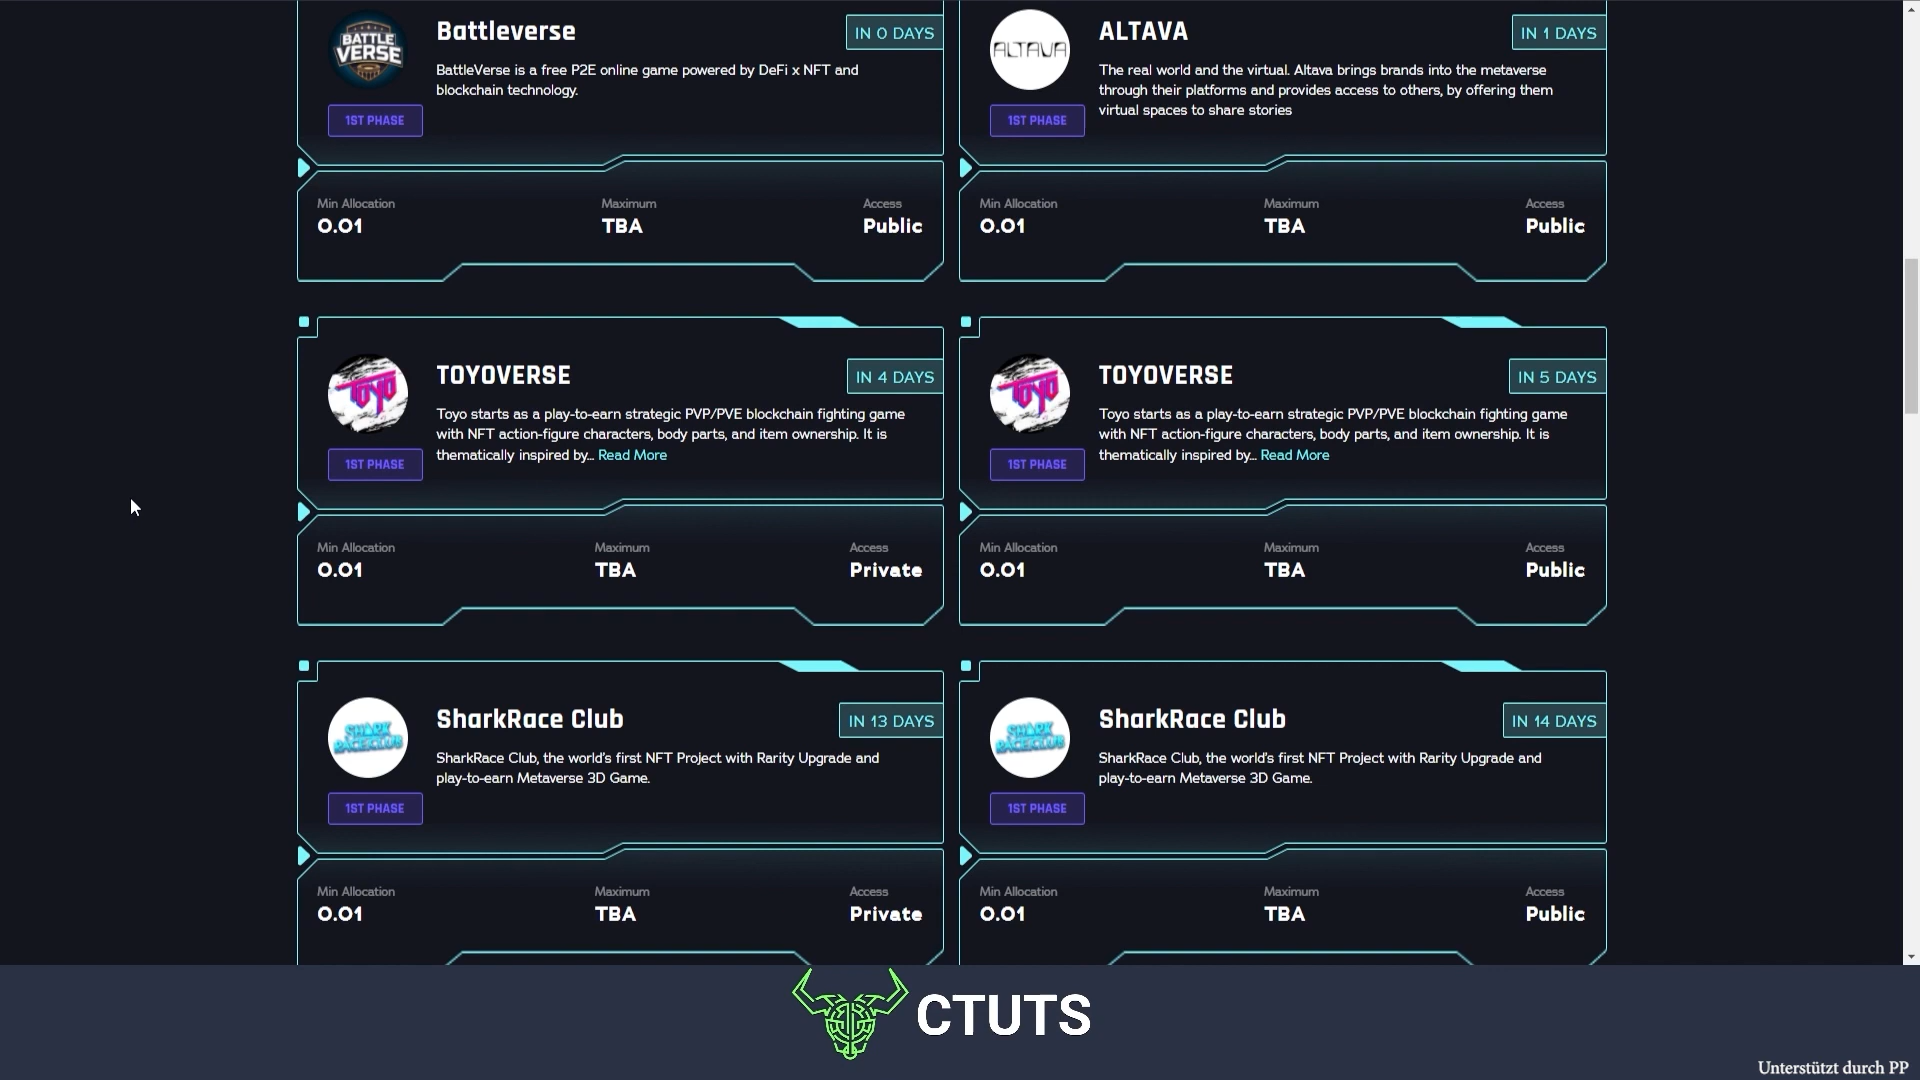 BATTLE
VERSE
Battleverse
IN 0 DAYS
BattleVerse is a free P2E online game powered by DeFi x NFT and
blockchain technology.
1ST PHASE
Min Allocation
Maximum
Access
0.01
TBA
Public
ALTAVA
ALTAVA
IN 1 DAYS
The real world and the virtual. Altava brings brands into the metaverse
through their platforms and provides access to others, by offering them
virtual spaces to share stories
1ST PHASE
Min Allocation
Maximum
Access
0.01
TBA
Public
TOYO
TOYOVERSE
IN 4 DAYS
Toyo starts as a play-to-earn strategic PVP/PVE blockchain fighting game
with NFT action-figure characters, body parts, and item ownership. It is
thematically inspired by... Read More
1ST PHASE
Min Allocation
Maximum
Access
0.01
TBA
Private
TOYO
TOYOVERSE
IN 5 DAYS
Toyo starts as a play-to-earn strategic PVP/PVE blockchain fighting game
with NFT action-figure characters, body parts, and item ownership. It is
thematically inspired by... Read More
1ST PHASE
Min Allocation
Maximum
Access
0.01
TBA
Public
SHARK
RACECLUB
SharkRace Club
IN 13 DAYS
SharkRace Club, the world's first NFT Project with Rarity Upgrade and
play-to-earn Metaverse 3D Game.
1ST PHASE
Min Allocation
Maximum
Access
0.01
TBA
Private
SHARK
RACECLUB
SharkRace Club
IN 14 DAYS
SharkRace Club, the world's first NFT Project with Rarity Upgrade and
play-to-earn Metaverse 3D Game.
1ST PHASE
Min Allocation
Maximum
Access
0.01
TBA
Public
CTUTS
Unterstützt durch PP